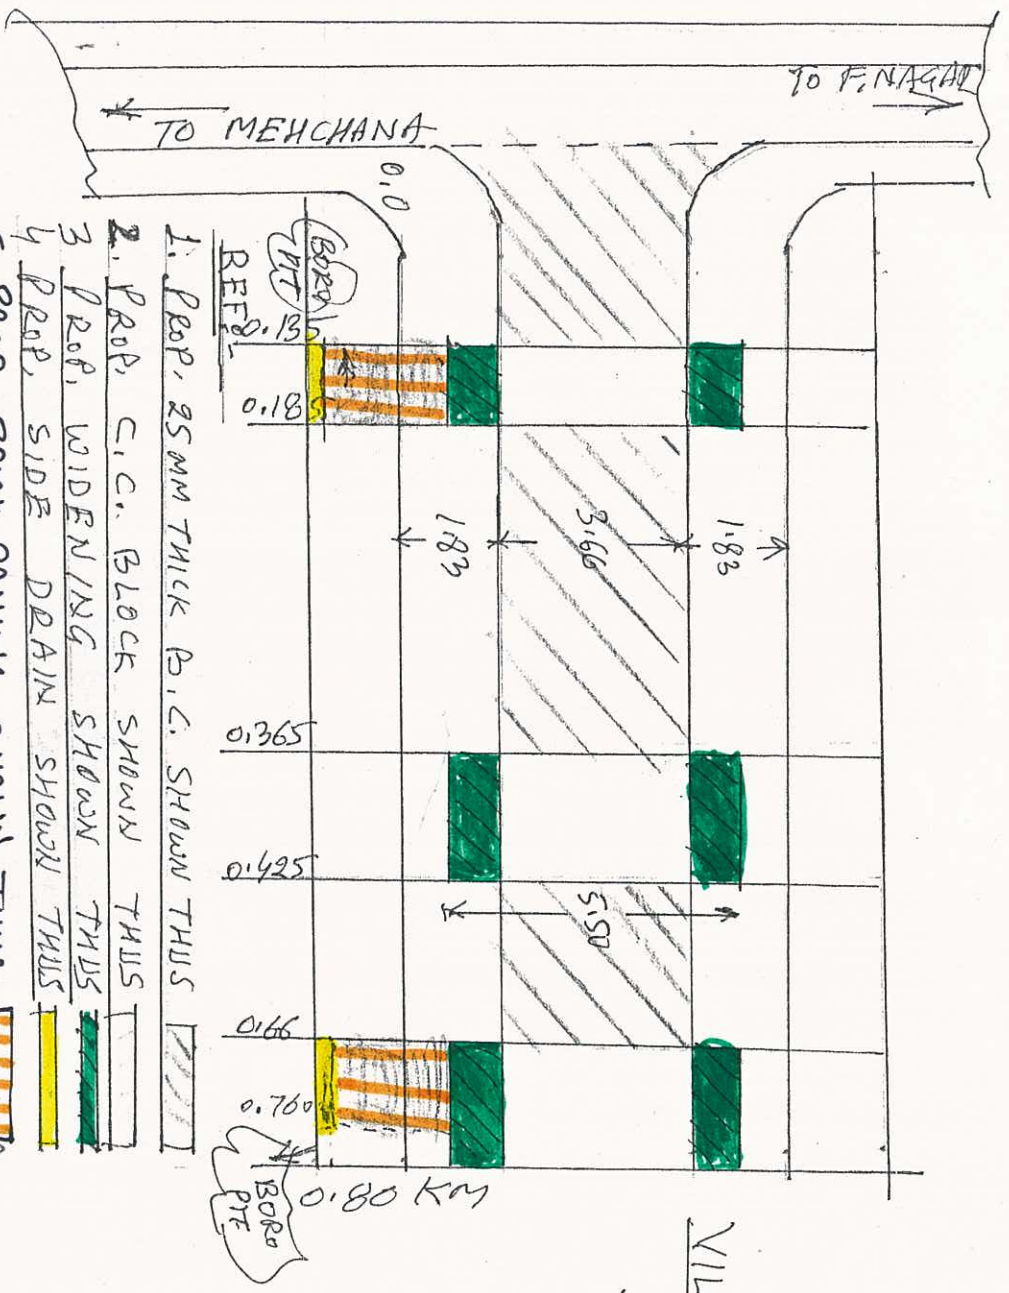 TO MEHCHANA
TO F.NAGAR
0.0
BORO
PIT
0.13
0.18
1.83
3.66
1.83
0.365
0.425
5.50
0.66
0.760
0.80 KM
BORO
PIT
VIL
REF:-
1. PROP. 25 MM THICK B.C. SHOWN THUS
2. PROP. C.C. BLOCK SHOWN THUS
3 PROP. WIDENING SHOWN THUS
4 PROP. SIDE DRAIN SHOWN THUS